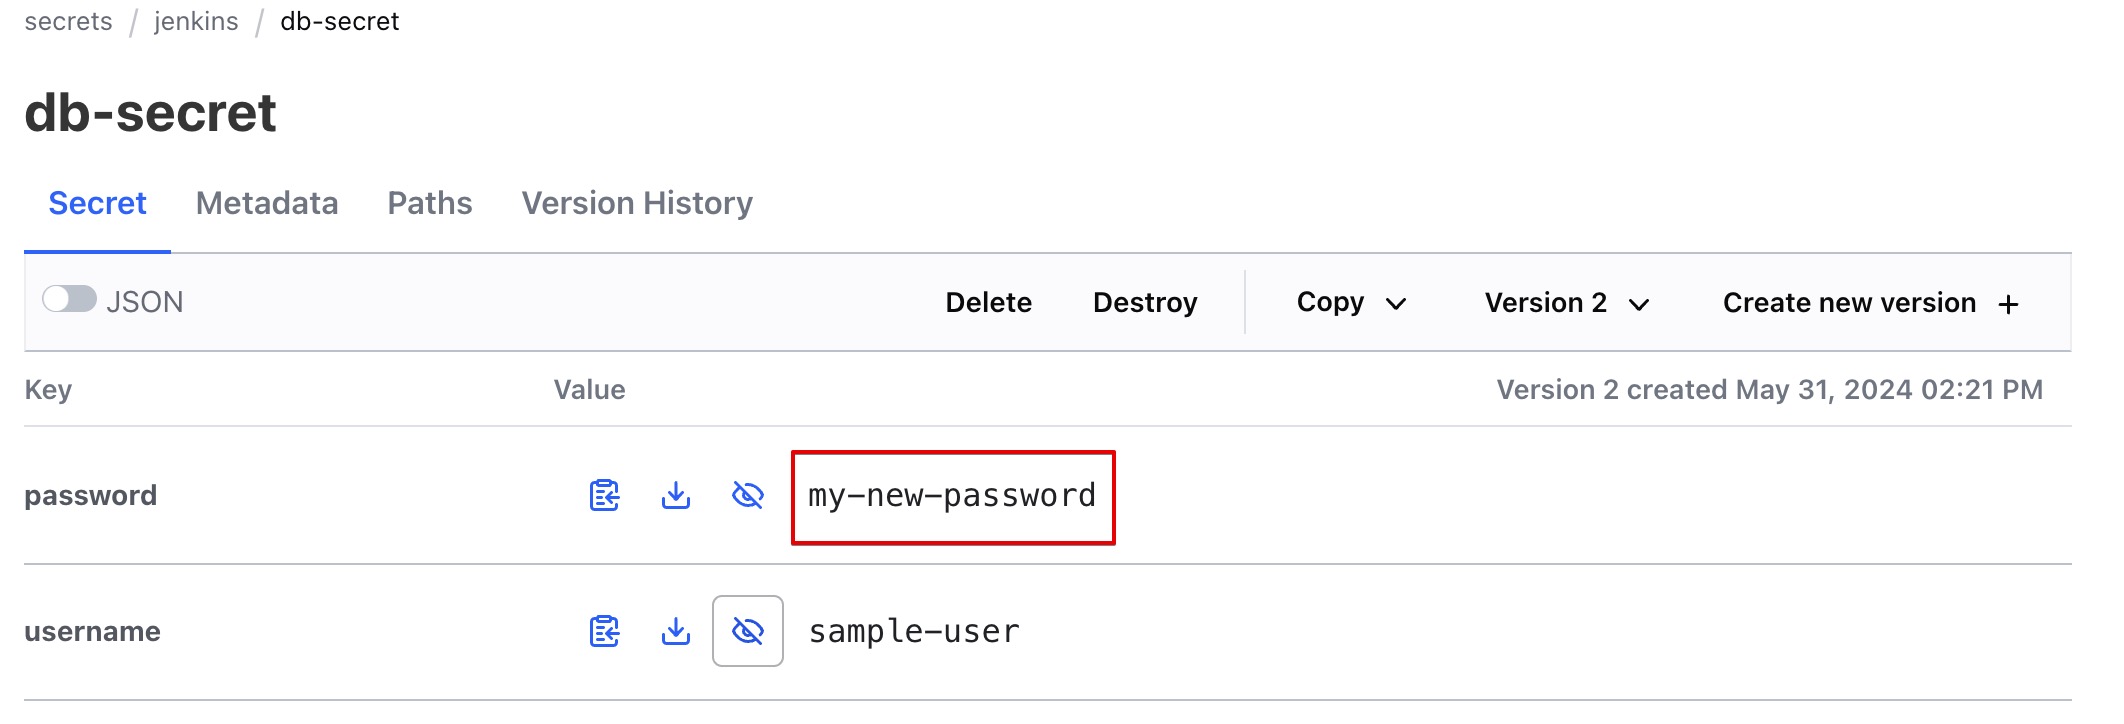 secrets / jenkins / db-secret
db-secret
Secret Metadata Paths Version History
JSON Delete Destroy Copy Version 2 Create new version +
Key Value Version 2 created May 31, 2024 02:21 PM
password my-new-password
username sample-user